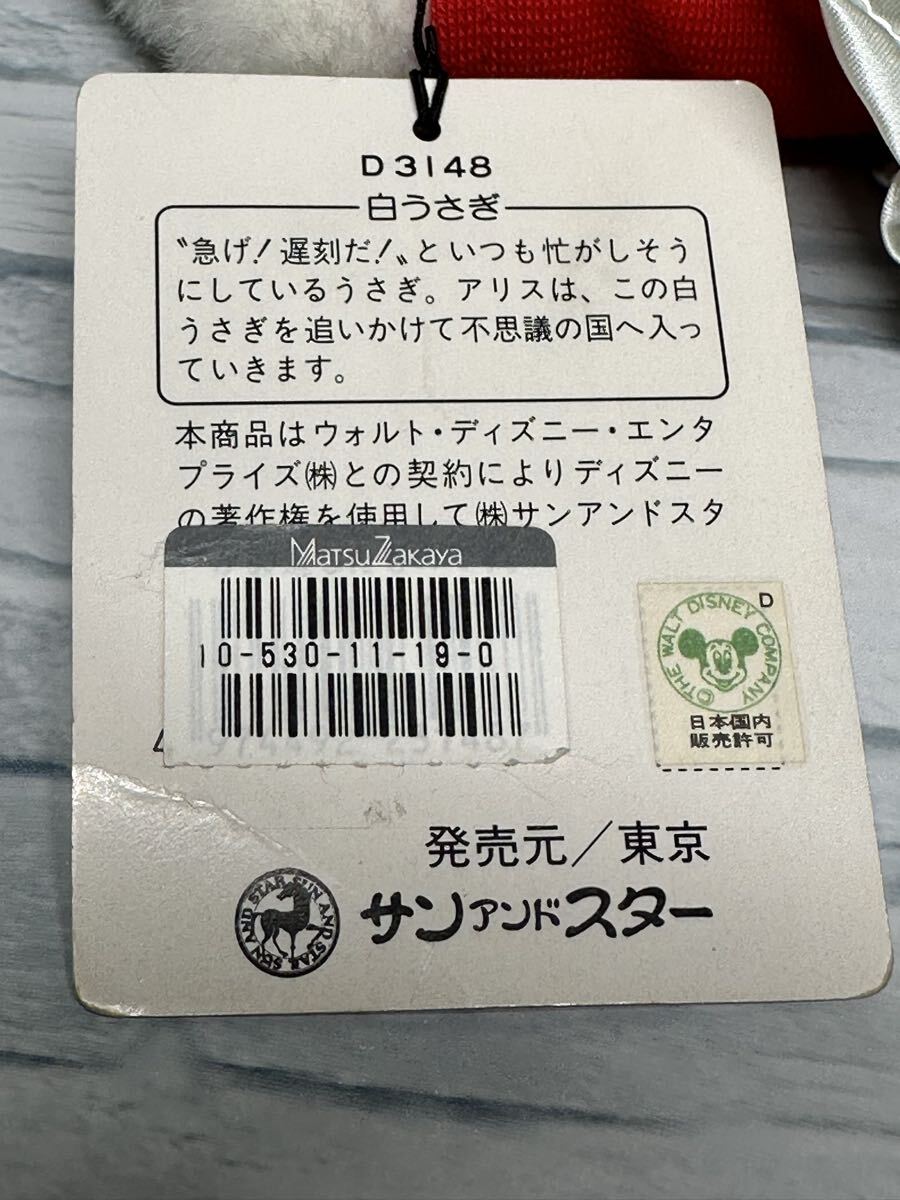 D3148
白うさぎ
〝急げ！遅刻だ！〟といつも忙がしそう
にしているうさぎ。アリスは、この白
うさぎを追いかけて不思議の国へ入っ
ていきます。
本商品はウォルト・ディズニー・エンタ
プライズ㈱との契約によりディズニー
の著作権を使用して㈱サンアンドスタ
MatsuZakaya
10-530-11-19-0
D
©THE WALT DISNEY COMPANY
日本国内
販売許可
発売元／東京
SUN AND STAR SUN AND STAR
サンアンドスター